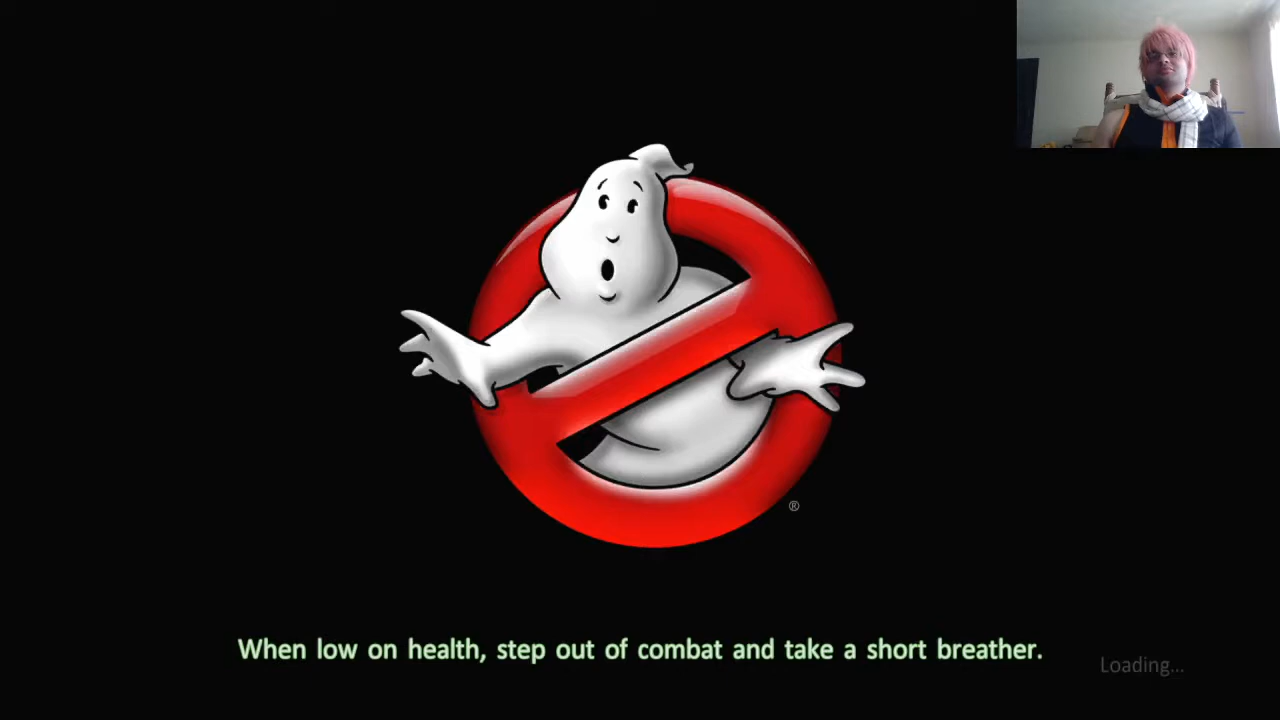 ®
When low on health, step out of combat and take a short breather.
Loading...